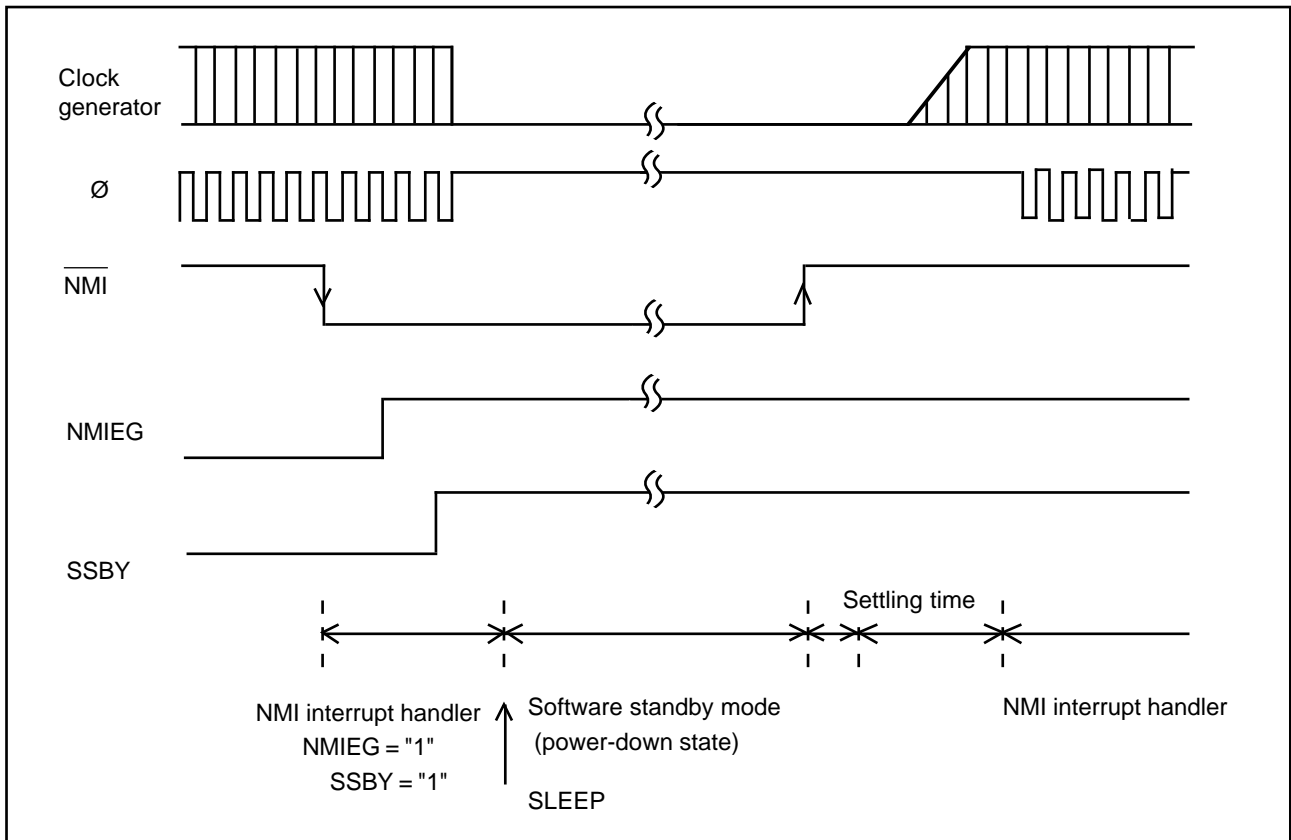 Clock
generator
Ø
NMI
NMIEG
SSBY
Settling time
NMI interrupt handler
NMIEG = "1"
SSBY = "1"
Software standby mode
(power-down state)
SLEEP
NMI interrupt handler